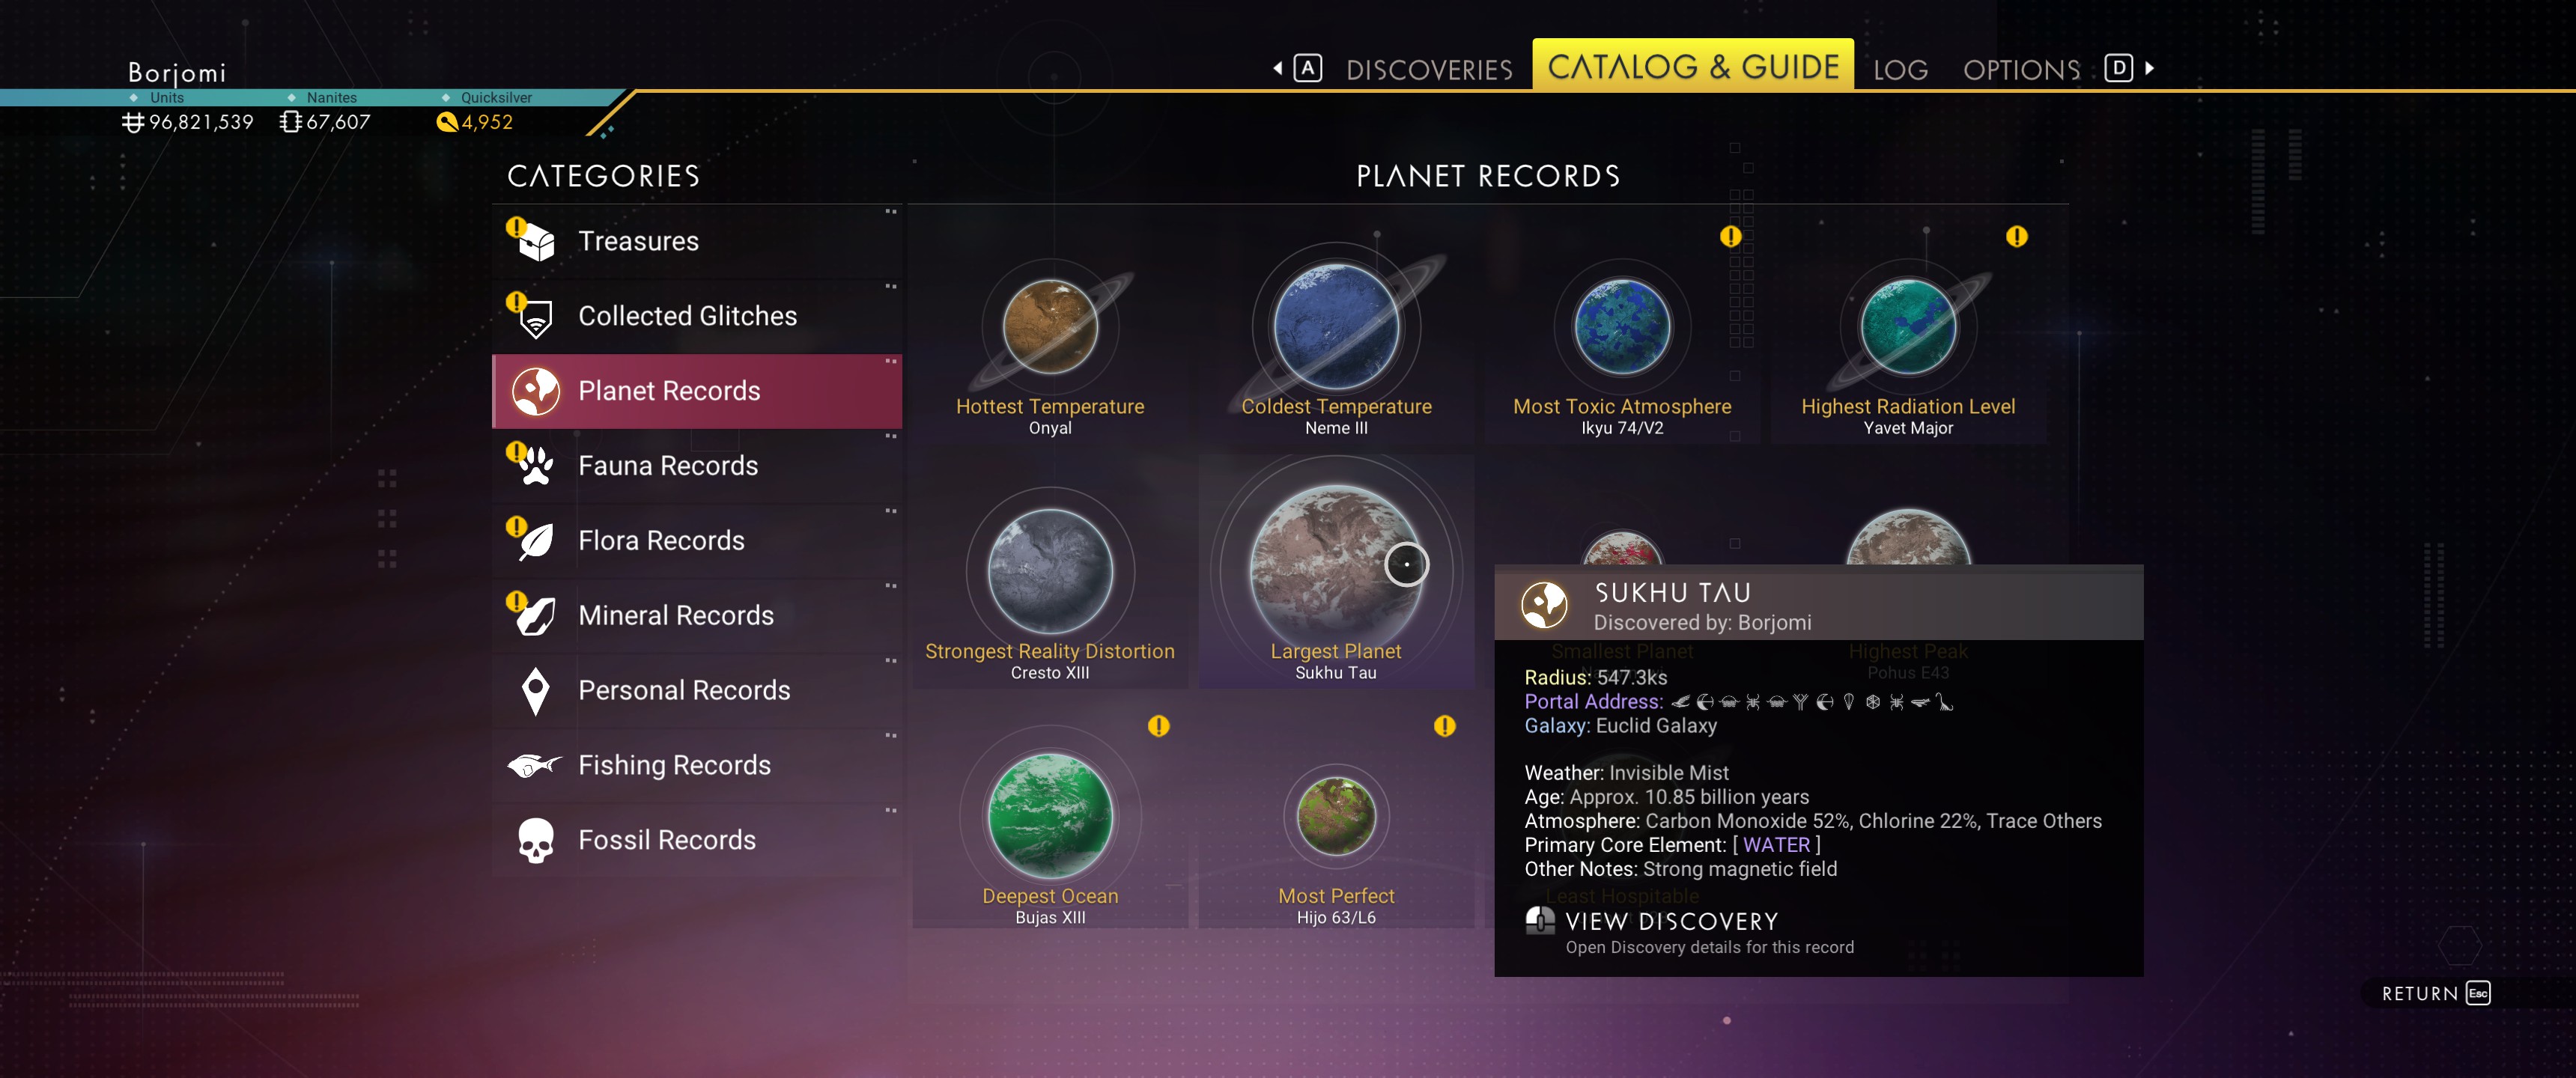 Borjomi
Units Nanites Quicksilver
96,821,539 67,607 4,952
A DISCOVERIES CATALOG & GUIDE LOG OPTIONS D
CATEGORIES
Treasures
Collected Glitches
Planet Records
Fauna Records
Flora Records
Mineral Records
Personal Records
Fishing Records
Fossil Records
PLANET RECORDS
Hottest Temperature
Onyal
Coldest Temperature
Neme III
Most Toxic Atmosphere
Ikyu 74/V2
Highest Radiation Level
Yavet Major
Strongest Reality Distortion
Cresto XIII
Largest Planet
Sukhu Tau
Smallest Planet
Highest Peak
Pohus E43
Deepest Ocean
Bujas XIII
Most Perfect
Hijo 63/L6
Least Hospitable
SUKHU TAU
Discovered by: Borjomi
Radius: 547.3ks
Portal Address:
Galaxy: Euclid Galaxy
Weather: Invisible Mist
Age: Approx. 10.85 billion years
Atmosphere: Carbon Monoxide 52%, Chlorine 22%, Trace Others
Primary Core Element: [ WATER ]
Other Notes: Strong magnetic field
VIEW DISCOVERY
Open Discovery details for this record
RETURN Esc